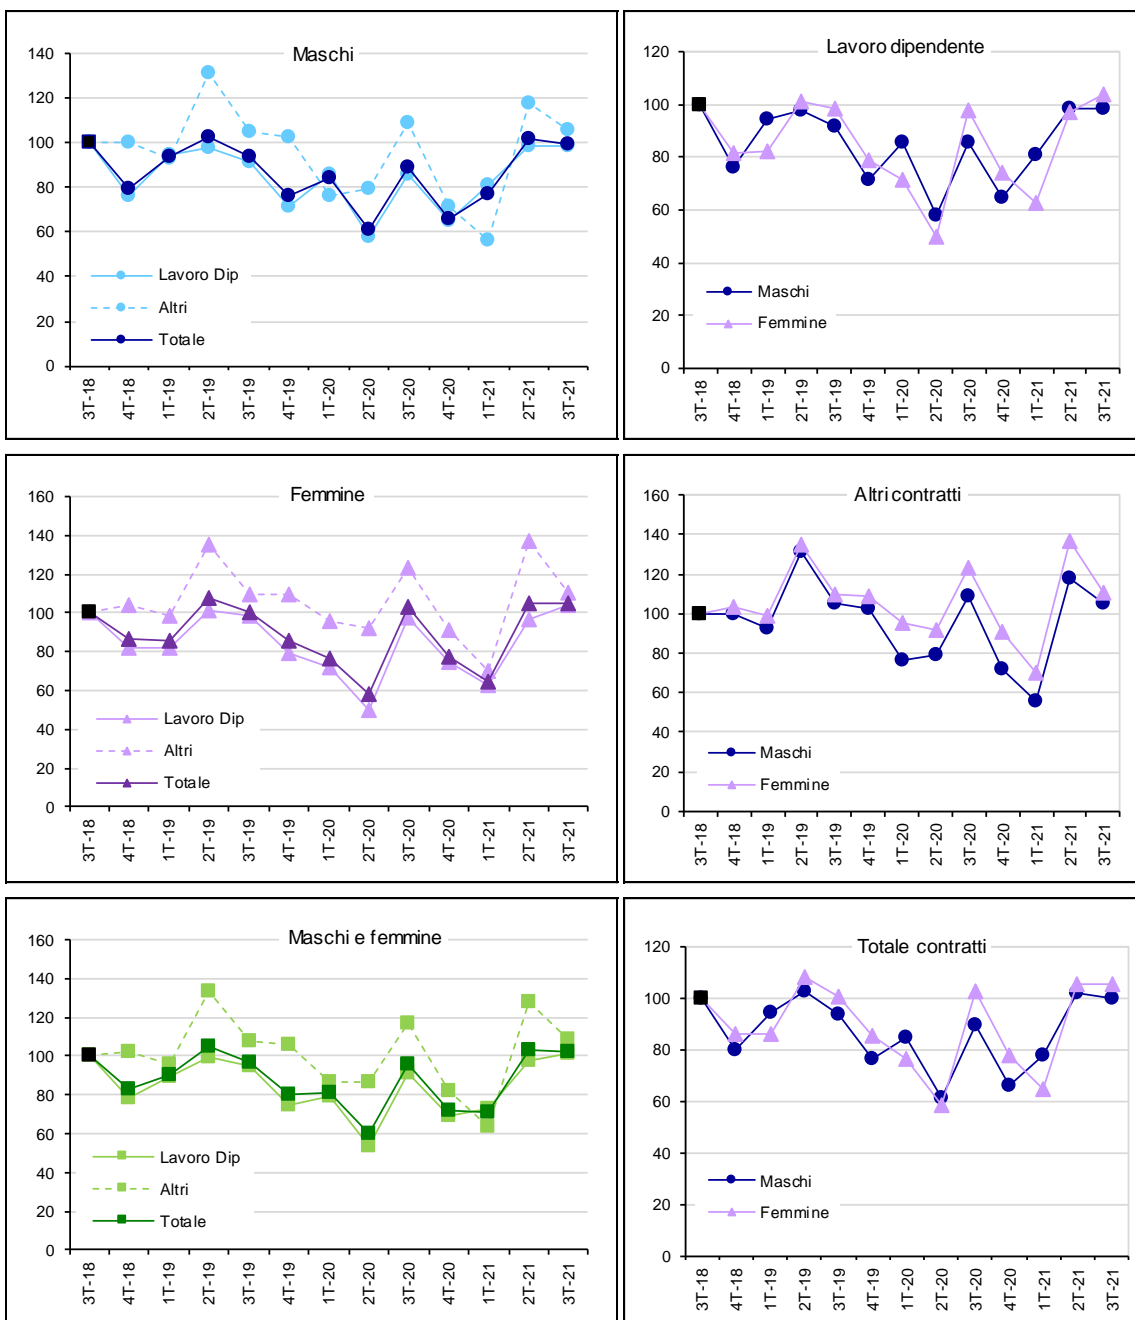 Maschi
140
120
100
80
60
40
20
0
Lavoro Dip
Altri
Totale
3T-18
4T-18
1T-19
2T-19
3T-19
4T-19
1T-20
2T-20
3T-20
4T-20
1T-21
2T-21
3T-21
Lavoro dipendente
120
100
80
60
40
20
0
Maschi
Femmine
3T-18
4T-18
1T-19
2T-19
3T-19
4T-19
1T-20
2T-20
3T-20
4T-20
1T-21
2T-21
3T-21
Femmine
160
140
120
100
80
60
40
20
0
Lavoro Dip
Altri
Totale
3T-18
4T-18
1T-19
2T-19
3T-19
4T-19
1T-20
2T-20
3T-20
4T-20
1T-21
2T-21
3T-21
Altri contratti
160
140
120
100
80
60
40
20
0
Maschi
Femmine
3T-18
4T-18
1T-19
2T-19
3T-19
4T-19
1T-20
2T-20
3T-20
4T-20
1T-21
2T-21
3T-21
Maschi e femmine
160
140
120
100
80
60
40
20
0
Lavoro Dip
Altri
Totale
3T-18
4T-18
1T-19
2T-19
3T-19
4T-19
1T-20
2T-20
3T-20
4T-20
1T-21
2T-21
3T-21
Totale contratti
120
100
80
60
40
20
0
Maschi
Femmine
3T-18
4T-18
1T-19
2T-19
3T-19
4T-19
1T-20
2T-20
3T-20
4T-20
1T-21
2T-21
3T-21